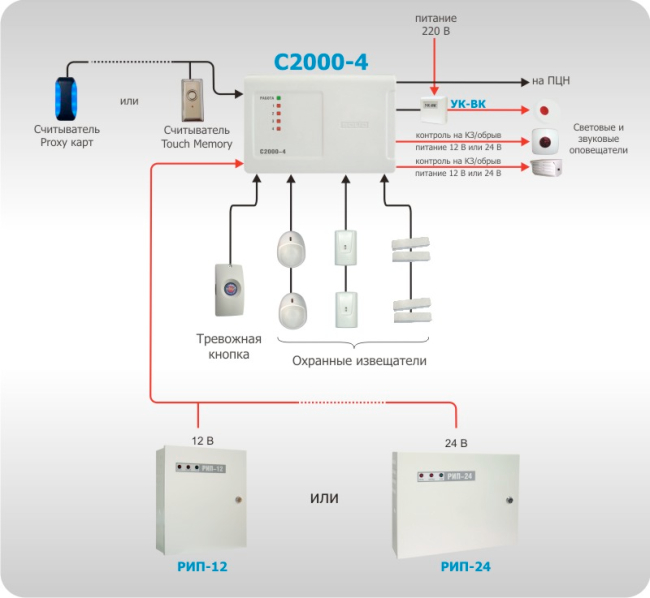 питание
220 В
С2000-4
на ПЦН
УК-ВК
РАБОТА
1
2
3
4
С2000-4
УК-ВК
или
Считыватель
Proxy карт
Считыватель
Touch Memory
контроль на КЗ/обрыв
питание 12 В или 24 В
контроль на КЗ/обрыв
питание 12 В или 24 В
Световые и
звуковые
оповещатели
Тревожная
кнопка
Охранные извещатели
12 В
24 В
РИП-12
РИП-24
или
РИП-12
РИП-24